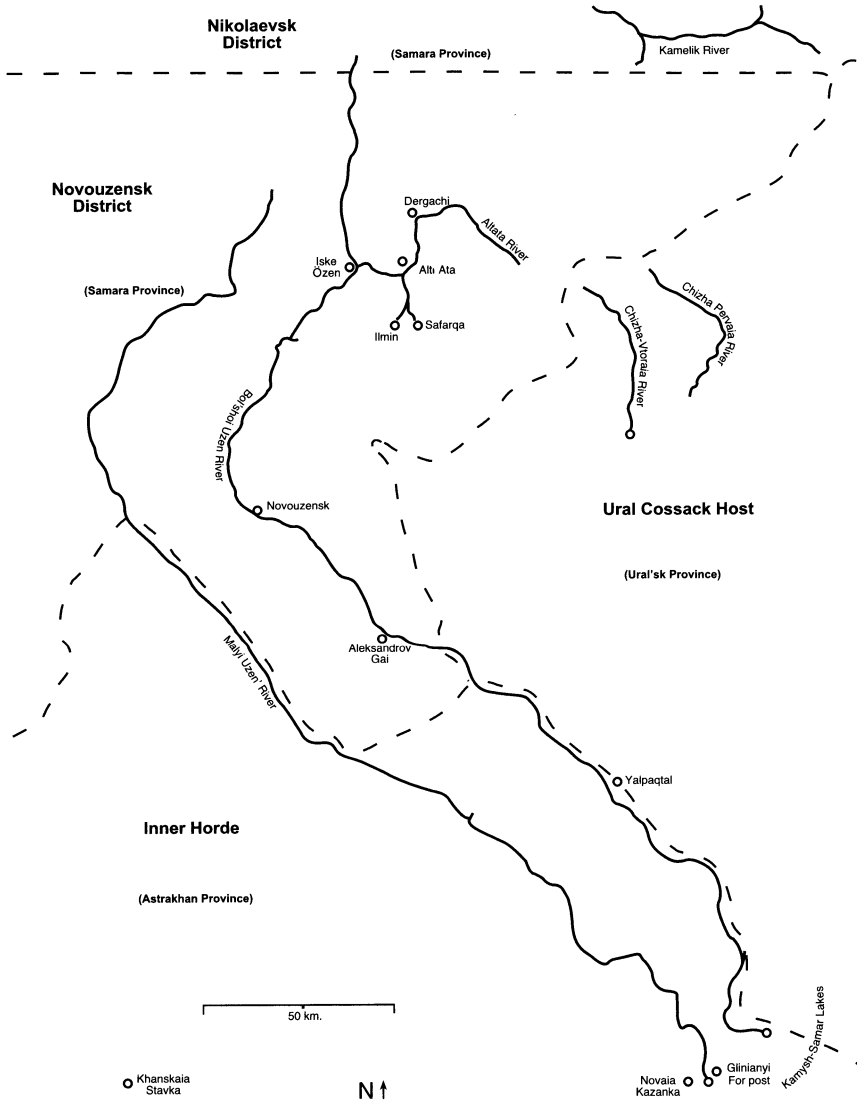 Nikolaevsk
District
(Samara Province)
Kamelik River
Novouzensk
District
Dergachi
Altata River
Iske
Özen
Altı Ata
(Samara Province)
Chizha Pervaia River
Chizha-Vtoraia River
Ilmin
Safarqa
Bol'shoi Uzen River
Novouzensk
Ural Cossack Host
(Ural'sk Province)
Aleksandrov
Gai
Malyi Uzen' River
Yalpaqtal
Inner Horde
(Astrakhan Province)
50 km.
Kamysh-Samar Lakes
Khanskaia
Stavka
N
Novaia
Kazanka
Glinianyi
For post